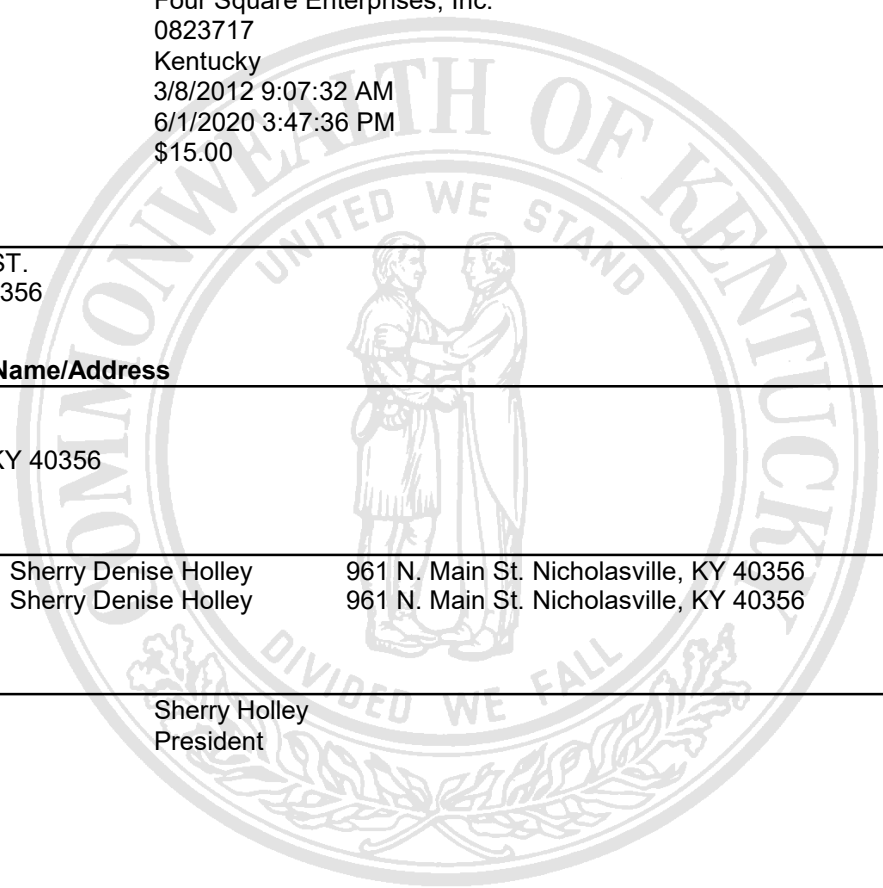 Four Square Enterprises, Inc.
0823717
Kentucky
3/8/2012 9:07:32 AM
6/1/2020 3:47:36 PM
$15.00
COMMONWEALTH OF KENTUCKY
UNITED WE STAND
ST.
356
Name/Address
KY 40356
Sherry Denise Holley 961 N. Main St. Nicholasville, KY 40356
Sherry Denise Holley 961 N. Main St. Nicholasville, KY 40356
DIVIDED WE FALL
Sherry Holley
President